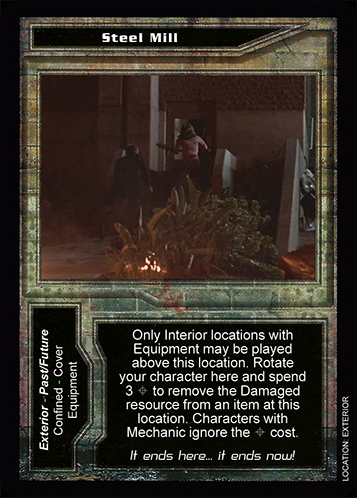 Steel Mill
Exterior - Past/Future
Confined - Cover
Equipment
Only Interior locations with
Equipment may be played
above this location. Rotate
your character here and spend
3 ⌖ to remove the Damaged
resource from an item at this
location. Characters with
Mechanic ignore the ⌖ cost.
It ends here... it ends now!
LOCATION: EXTERIOR